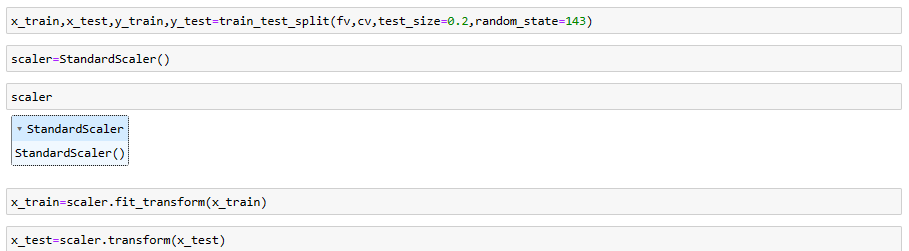 x_train,x_test,y_train,y_test=train_test_split(fv,cv,test_size=0.2,random_state=143)
scaler=StandardScaler()
scaler
▾ StandardScaler
StandardScaler()
x_train=scaler.fit_transform(x_train)
x_test=scaler.transform(x_test)